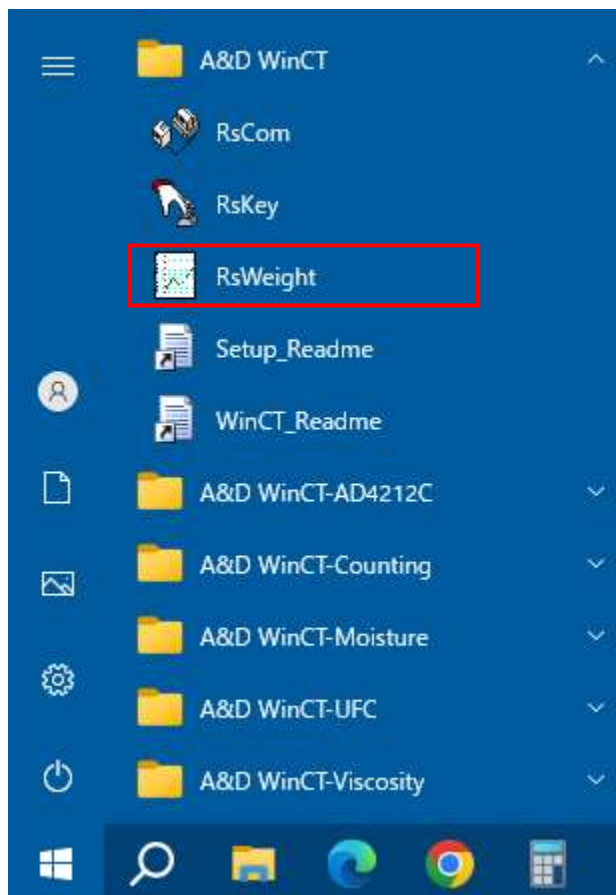 A&D WinCT
RsCom
RsKey
RsWeight
Setup_Readme
WinCT_Readme
A&D WinCT-AD4212C
A&D WinCT-Counting
A&D WinCT-Moisture
A&D WinCT-UFC
A&D WinCT-Viscosity